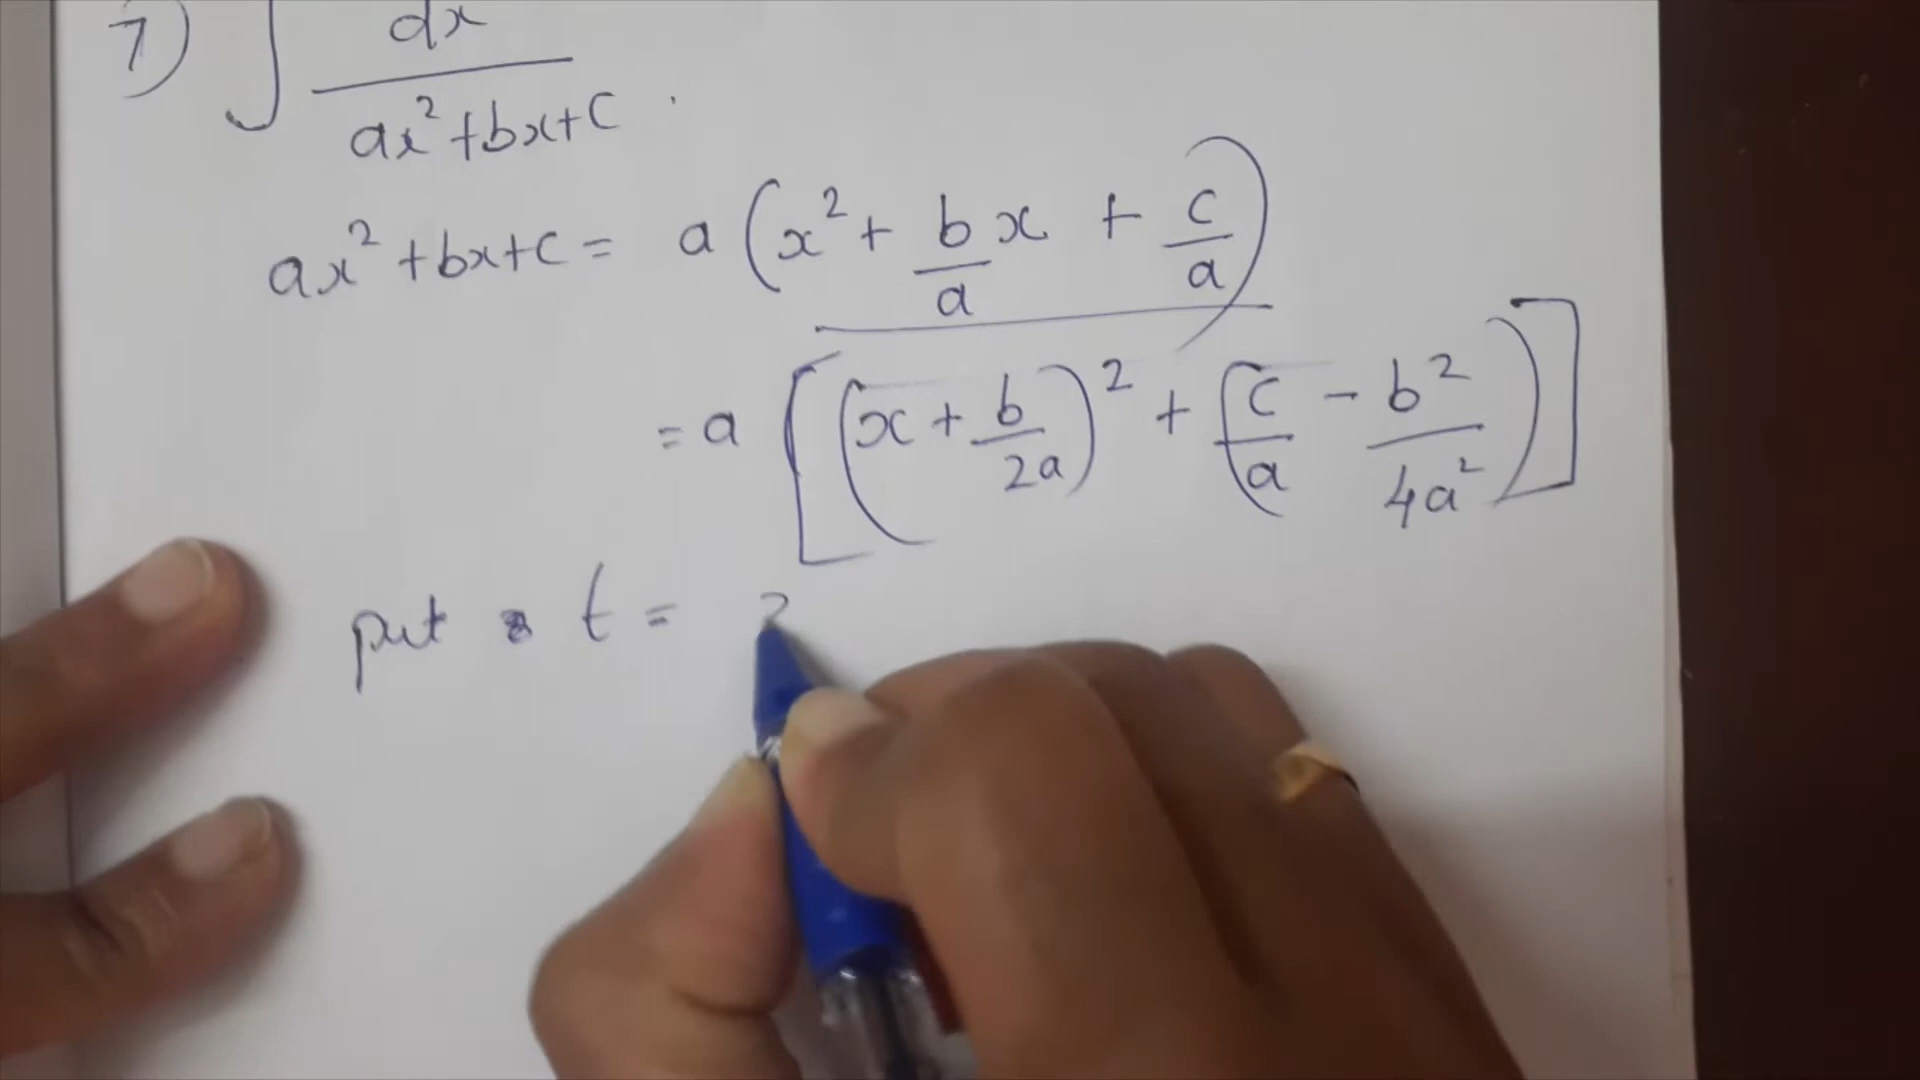 7) ∫ dx / (ax² + bx + c) .
ax² + bx + c = a (x² + b/a x + c/a)
= a [(x + b/2a)² + (c/a - b²/4a²)]
put t =